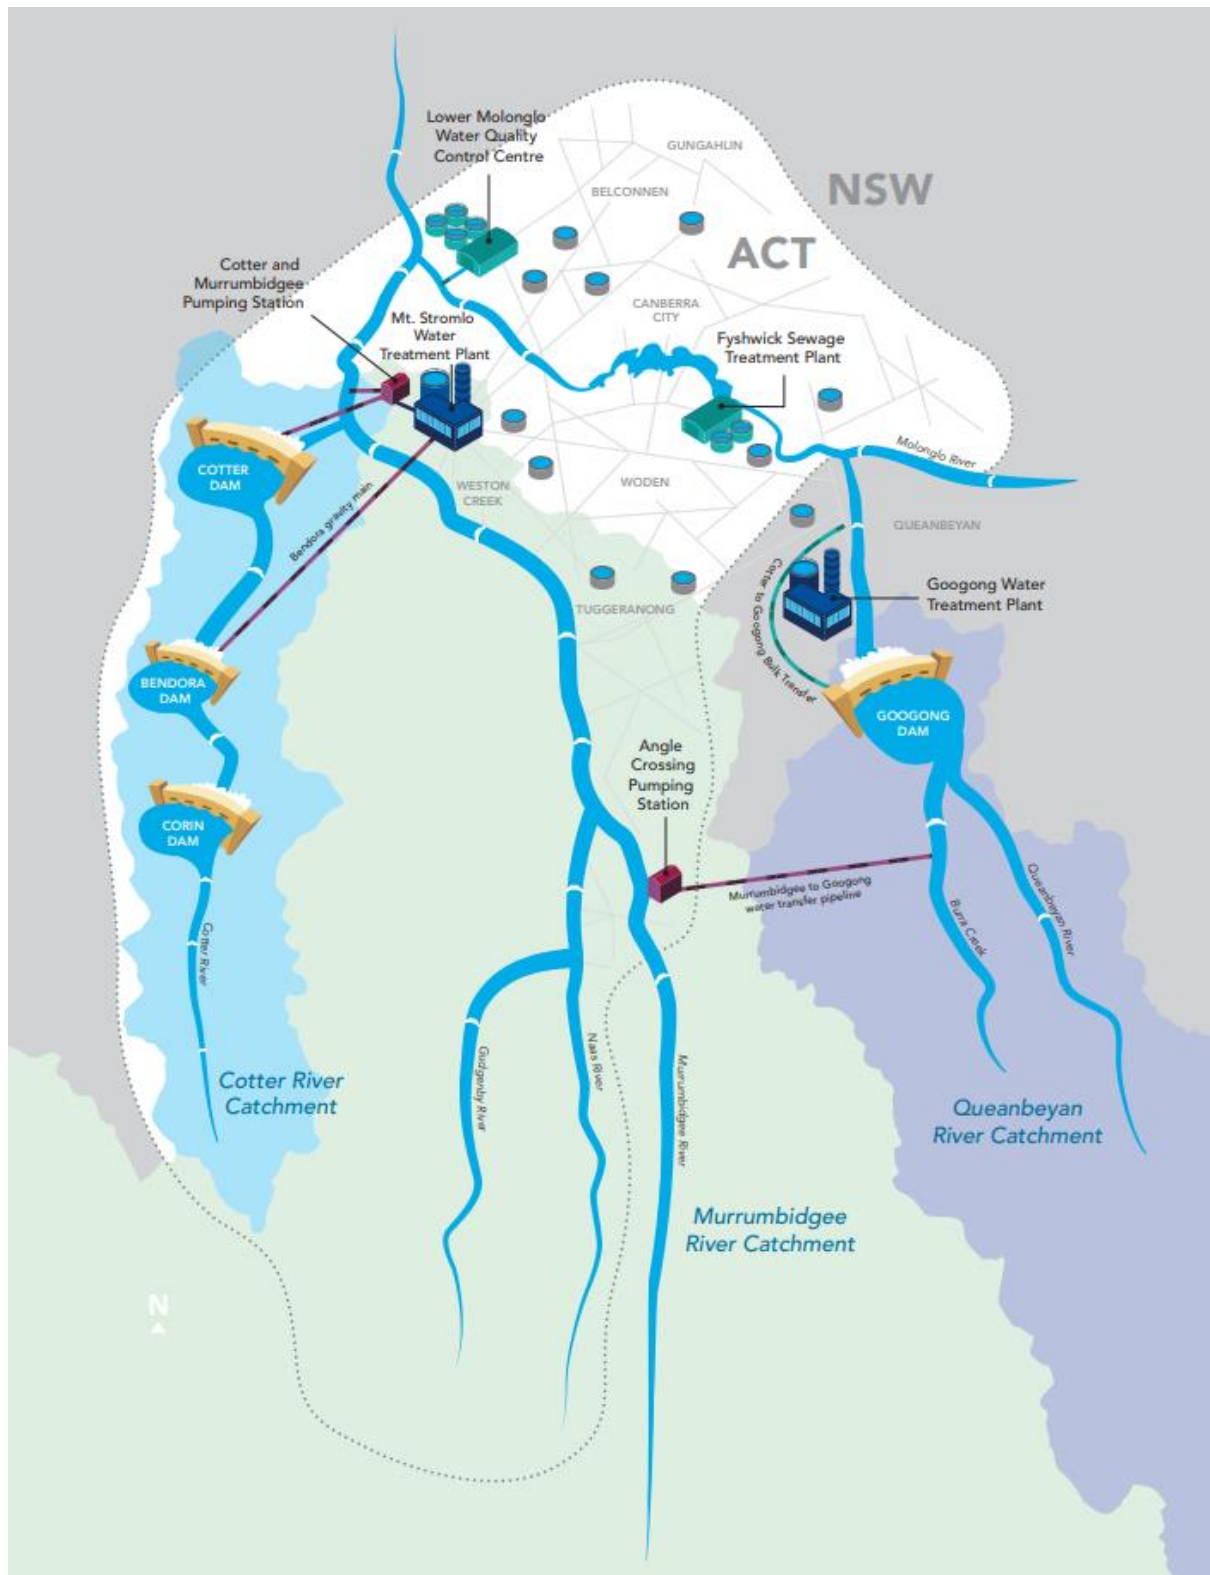 Lower Molonglo
Water Quality
Control Centre
GUNGAHLIN
BELCONNEN
NSW
ACT
Cotter and
Murrumbidgee
Pumping Station
CANBERRA
CITY
Mt. Stromlo
Water
Treatment Plant
Fyshwick Sewage
Treatment Plant
Molonglo River
COTTER
DAM
WESTON
CREEK
WODEN
Bendora gravity main
QUEANBEYAN
Cotter to Googong Bulk Transfer
Googong Water
Treatment Plant
TUGGERANONG
BENDORA
DAM
GOOGONG
DAM
Angle
Crossing
Pumping
Station
CORIN
DAM
Murrumbidgee to Googong
water transfer pipeline
Burra Creek
Queanbeyan River
Cotter River
Gudgenby River
Naas River
Murrumbidgee River
Cotter River
Catchment
Queanbeyan
River Catchment
Murrumbidgee
River Catchment
N